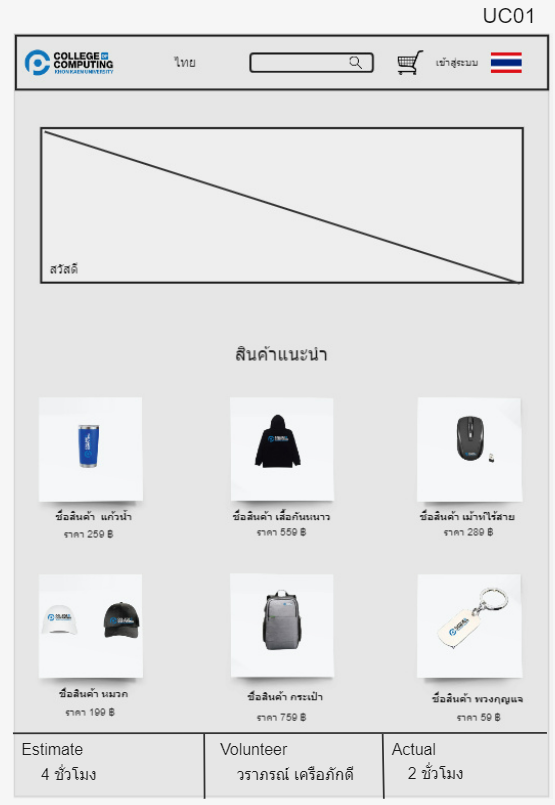 UC01
COLLEGE OF
COMPUTING
KHON KAEN UNIVERSITY
ไทย
เข้าสู่ระบบ
สวัสดี
สินค้าแนะนำ
ชื่อสินค้า แก้วน้ำ
ราคา 259 ฿
ชื่อสินค้า เสื้อกันหนาว
ราคา 559 ฿
ชื่อสินค้า เม้าท์ไร้สาย
ราคา 289 ฿
ชื่อสินค้า หมวก
ราคา 199 ฿
ชื่อสินค้า กระเป๋า
ราคา 759 ฿
ชื่อสินค้า พวงกุญแจ
ราคา 59 ฿
Estimate
4 ชั่วโมง
Volunteer
วราภรณ์ เครือภักดี
Actual
2 ชั่วโมง